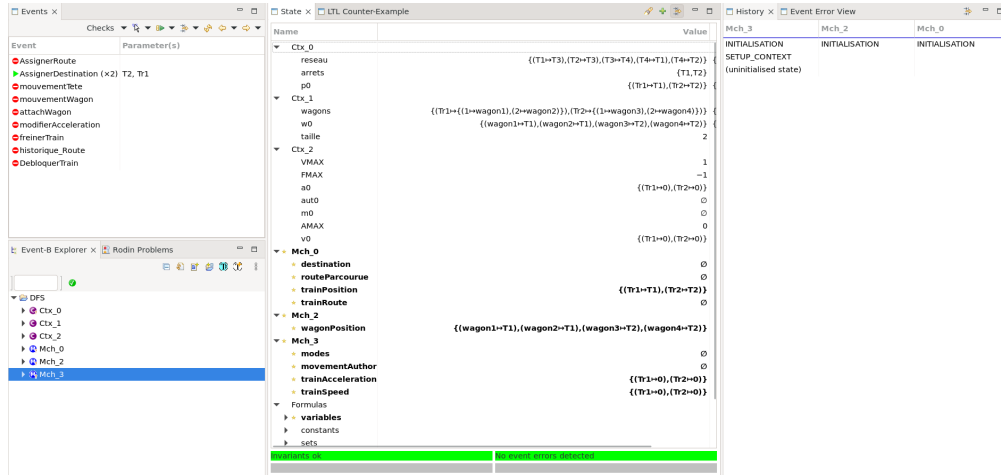 Events
Checks
Event Parameter(s)
AssignerRoute
AssignerDestination (×2) T2, Tr1
mouvementTete
mouvementWagon
attachWagon
modifierAcceleration
freinerTrain
historique_Route
DebloquerTrain
Event-B Explorer Rodin Problems
DFS
Ctx_0
Ctx_1
Ctx_2
Mch_0
Mch_2
Mch_3
State LTL Counter-Example
Name Value
Ctx_0
reseau {(T1↦T3),(T2↦T3),(T3↦T4),(T4↦T1),(T4↦T2)} {
arrets {T1,T2}
p0 {(Tr1↦T1),(Tr2↦T2)} {
Ctx_1
wagons {(Tr1↦{(1↦wagon1),(2↦wagon2)}),(Tr2↦{(1↦wagon3),(2↦wagon4)})} {
w0 {(wagon1↦T1),(wagon2↦T1),(wagon3↦T2),(wagon4↦T2)} {
taille 2
Ctx_2
VMAX 1
FMAX −1
a0 {(Tr1↦0),(Tr2↦0)}
aut0 ∅
m0 ∅
AMAX 0
v0 {(Tr1↦0),(Tr2↦0)}
Mch_0
destination ∅
routeParcourue ∅
trainPosition {(Tr1↦T1),(Tr2↦T2)}
trainRoute ∅
Mch_2
wagonPosition {(wagon1↦T1),(wagon2↦T1),(wagon3↦T2),(wagon4↦T2)}
Mch_3
modes ∅
movementAuthor ∅
trainAcceleration {(Tr1↦0),(Tr2↦0)}
trainSpeed {(Tr1↦0),(Tr2↦0)}
Formulas
variables
constants
sets
Invariants ok No event errors detected
History Event Error View
Mch_3 Mch_2 Mch_0
INITIALISATION INITIALISATION INITIALISATION
SETUP_CONTEXT
(uninitialised state)